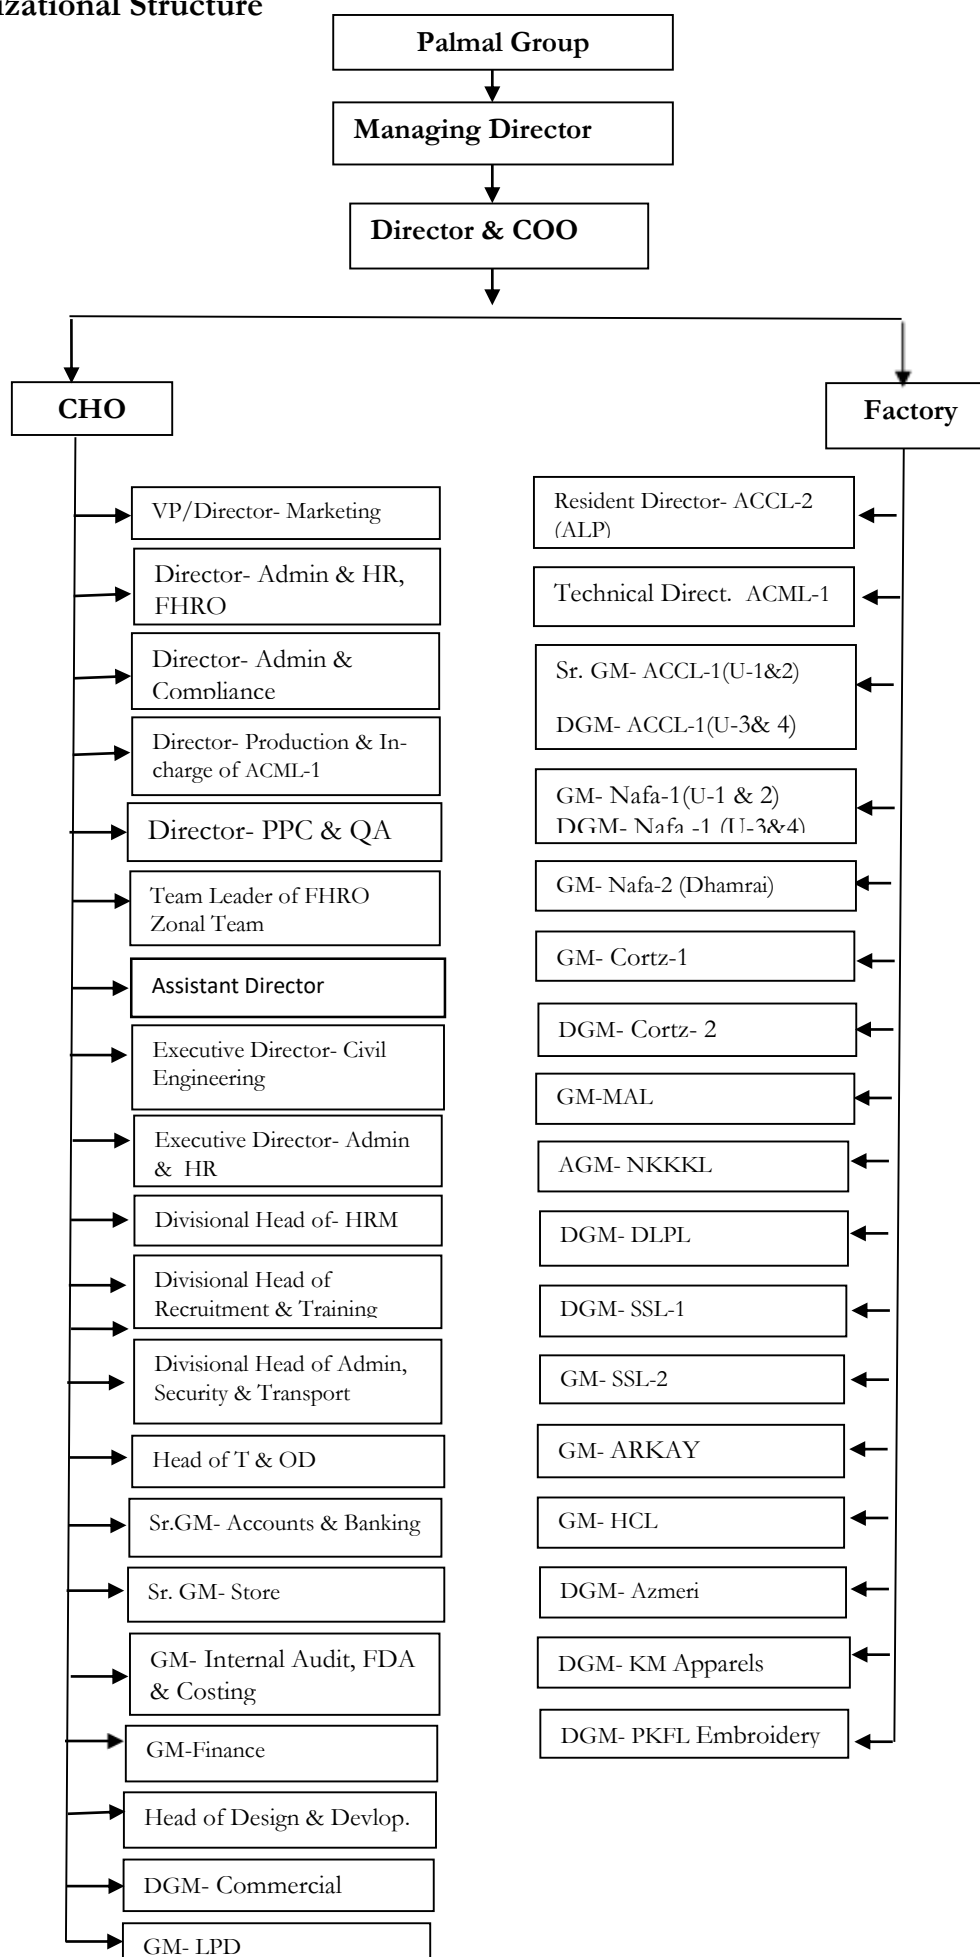 izational Structure
Palmal Group
Managing Director
Director & COO
CHO
Factory
VP/Director- Marketing
Director- Admin & HR,
FHRO
Director- Admin &
Compliance
Director- Production & In-
charge of ACML-1
Director- PPC & QA
Team Leader of FHRO
Zonal Team
Assistant Director
Executive Director- Civil
Engineering
Executive Director- Admin
& HR
Divisional Head of- HRM
Divisional Head of
Recruitment & Training
Divisional Head of Admin,
Security & Transport
Head of T & OD
Sr.GM- Accounts & Banking
Sr. GM- Store
GM- Internal Audit, FDA
& Costing
GM-Finance
Head of Design & Devlop.
DGM- Commercial
GM- LPD
Resident Director- ACCL-2
(ALP)
Technical Direct. ACML-1
Sr. GM- ACCL-1(U-1&2)
DGM- ACCL-1(U-3& 4)
GM- Nafa-1(U-1 & 2)
DGM- Nafa -1 (U-3&4)
GM- Nafa-2 (Dhamrai)
GM- Cortz-1
DGM- Cortz- 2
GM-MAL
AGM- NKKKL
DGM- DLPL
DGM- SSL-1
GM- SSL-2
GM- ARKAY
GM- HCL
DGM- Azmeri
DGM- KM Apparels
DGM- PKFL Embroidery